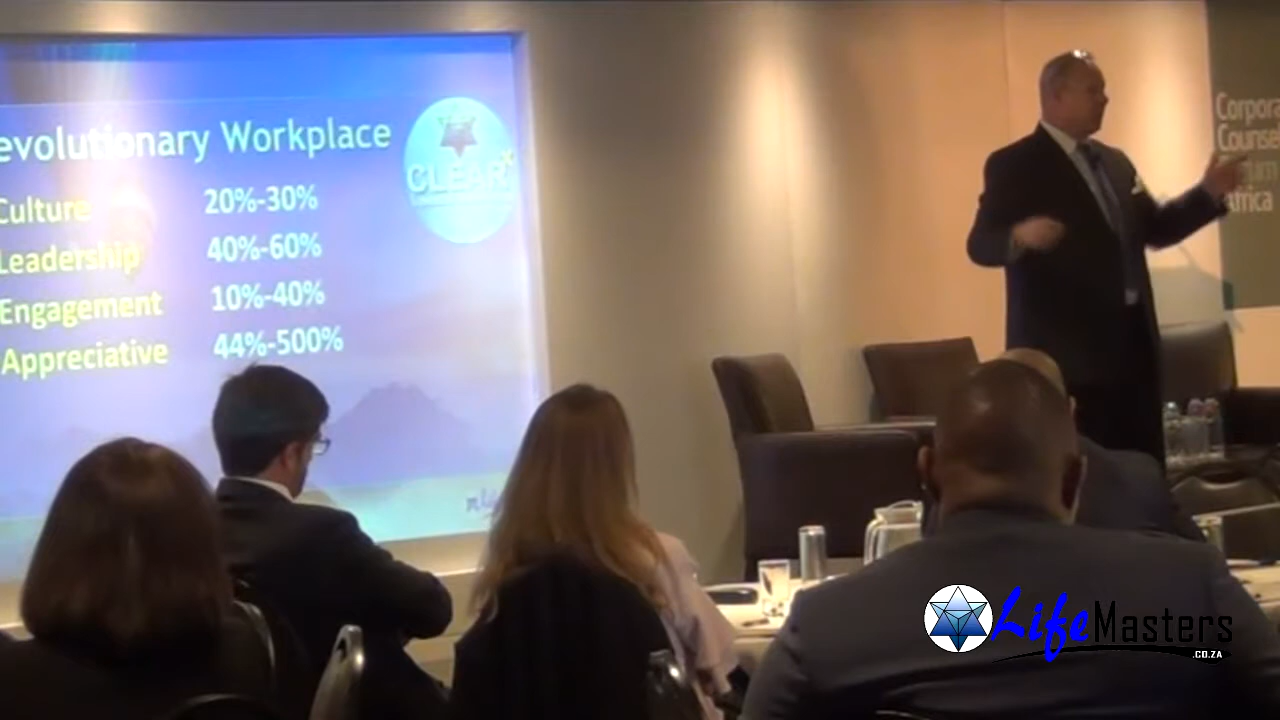 evolutionary Workplace
CLEAR
Culture 20%-30%
Leadership 40%-60%
Engagement 10%-40%
Appreciative 44%-500%
Corpora
Counse
Africa
LifeMasters
.CO.ZA